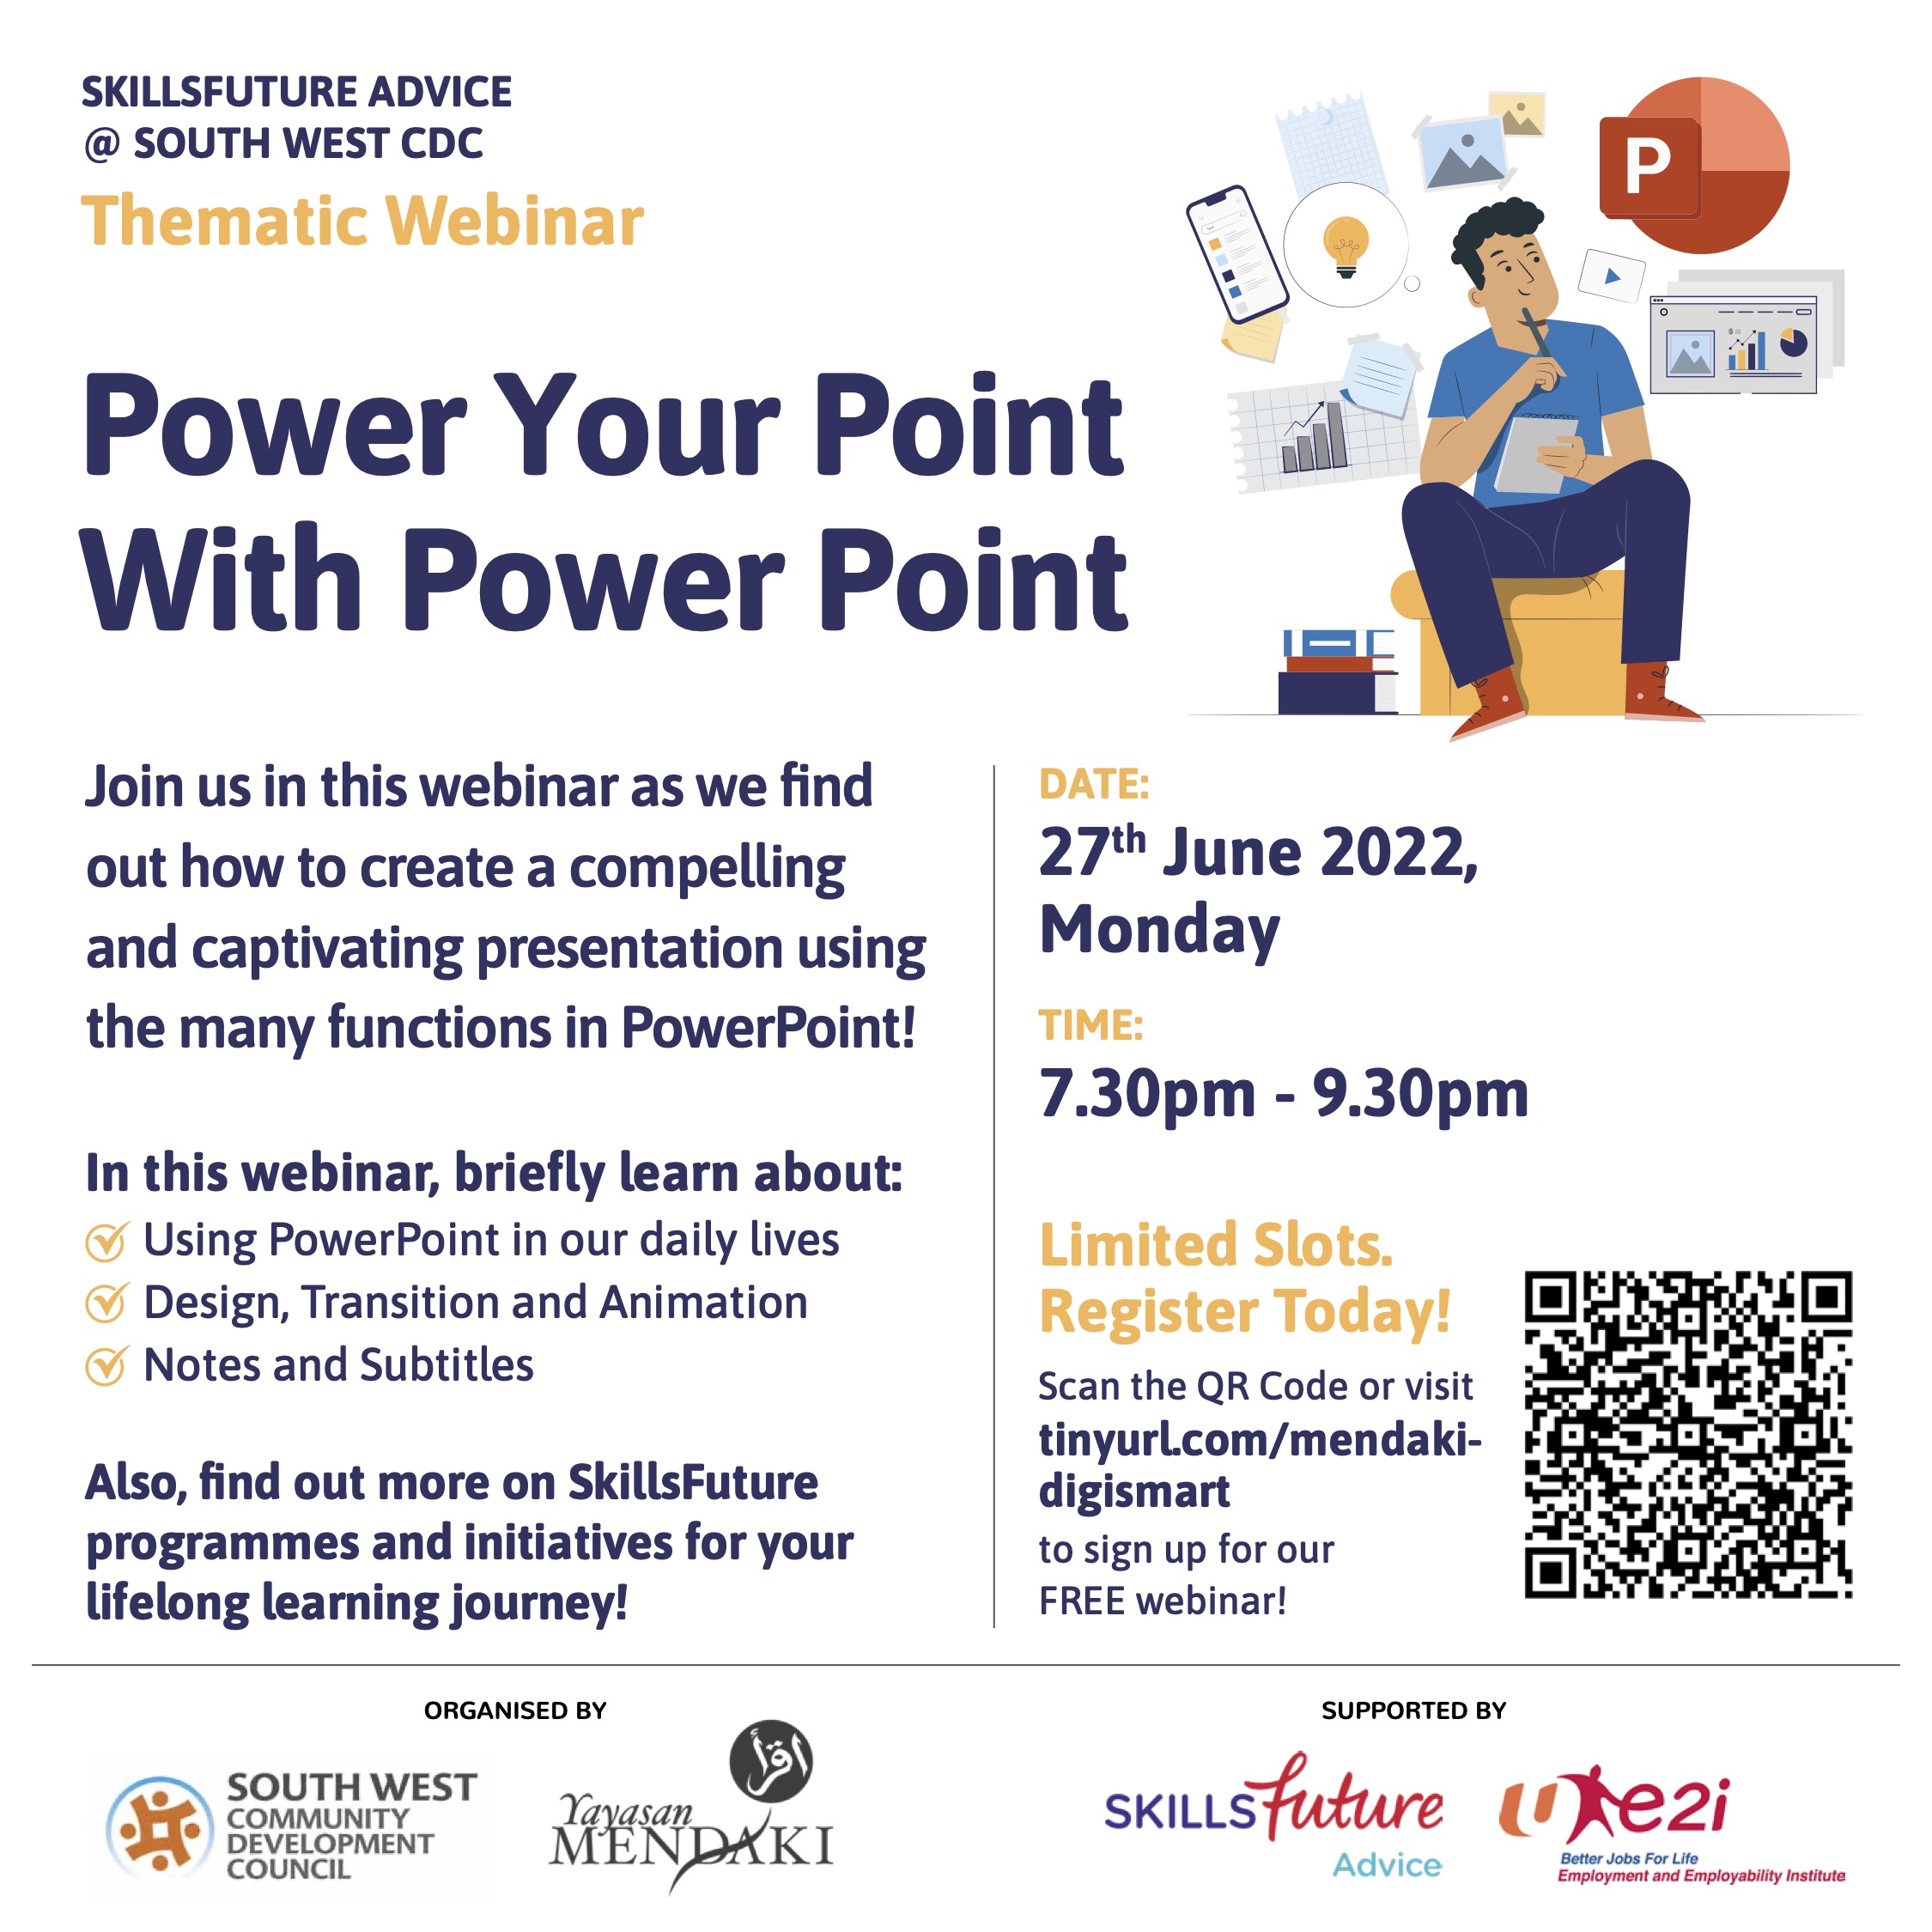 SKILLSFUTURE ADVICE
@ SOUTH WEST CDC
Thematic Webinar
P
Power Your Point
With Power Point
Join us in this webinar as we find
out how to create a compelling
and captivating presentation using
the many functions in PowerPoint!
In this webinar, briefly learn about:
Using PowerPoint in our daily lives
Design, Transition and Animation
Notes and Subtitles
Also, find out more on SkillsFuture
programmes and initiatives for your
lifelong learning journey!
DATE:
27th June 2022,
Monday
TIME:
7.30pm - 9.30pm
Limited Slots.
Register Today!
Scan the QR Code or visit
tinyurl.com/mendaki-
digismart
to sign up for our
FREE webinar!
ORGANISED BY
SOUTH WEST
COMMUNITY
DEVELOPMENT
COUNCIL
اقرأ
Yayasan
MENDAKI
SUPPORTED BY
SKILLSfuture
Advice
U e2i
Better Jobs For Life
Employment and Employability Institute